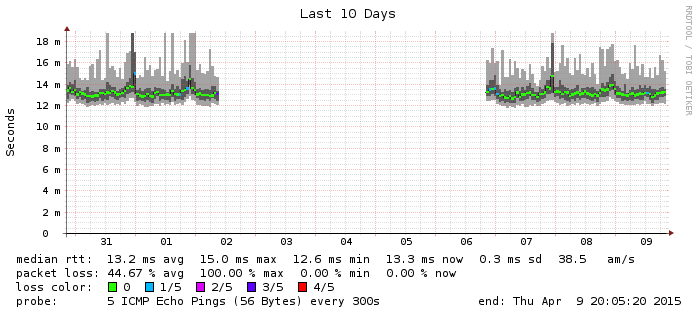 Last 10 Days
RRDTOOL / TOBI OETIKER
Seconds
18 m
16 m
14 m
12 m
10 m
8 m
6 m
4 m
2 m
0
31 01 02 03 04 05 06 07 08 09
median rtt: 13.2 ms avg 15.0 ms max 12.6 ms min 13.3 ms now 0.3 ms sd 38.5 am/s
packet loss: 44.67 % avg 100.00 % max 0.00 % min 0.00 % now
loss color: 0 1/5 2/5 3/5 4/5
probe: 5 ICMP Echo Pings (56 Bytes) every 300s end: Thu Apr 9 20:05:20 2015